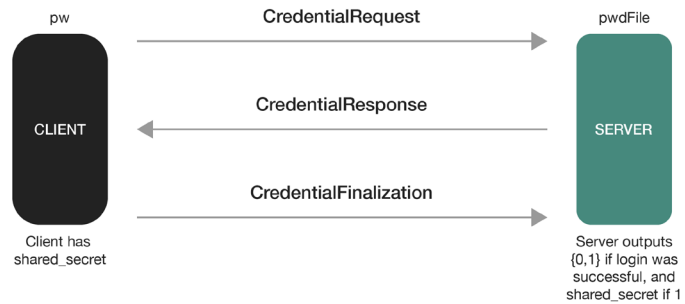 pw
pwdFile
CredentialRequest
CLIENT
CredentialResponse
SERVER
CredentialFinalization
Client has
shared_secret
Server outputs
{0,1} if login was
successful, and
shared_secret if 1